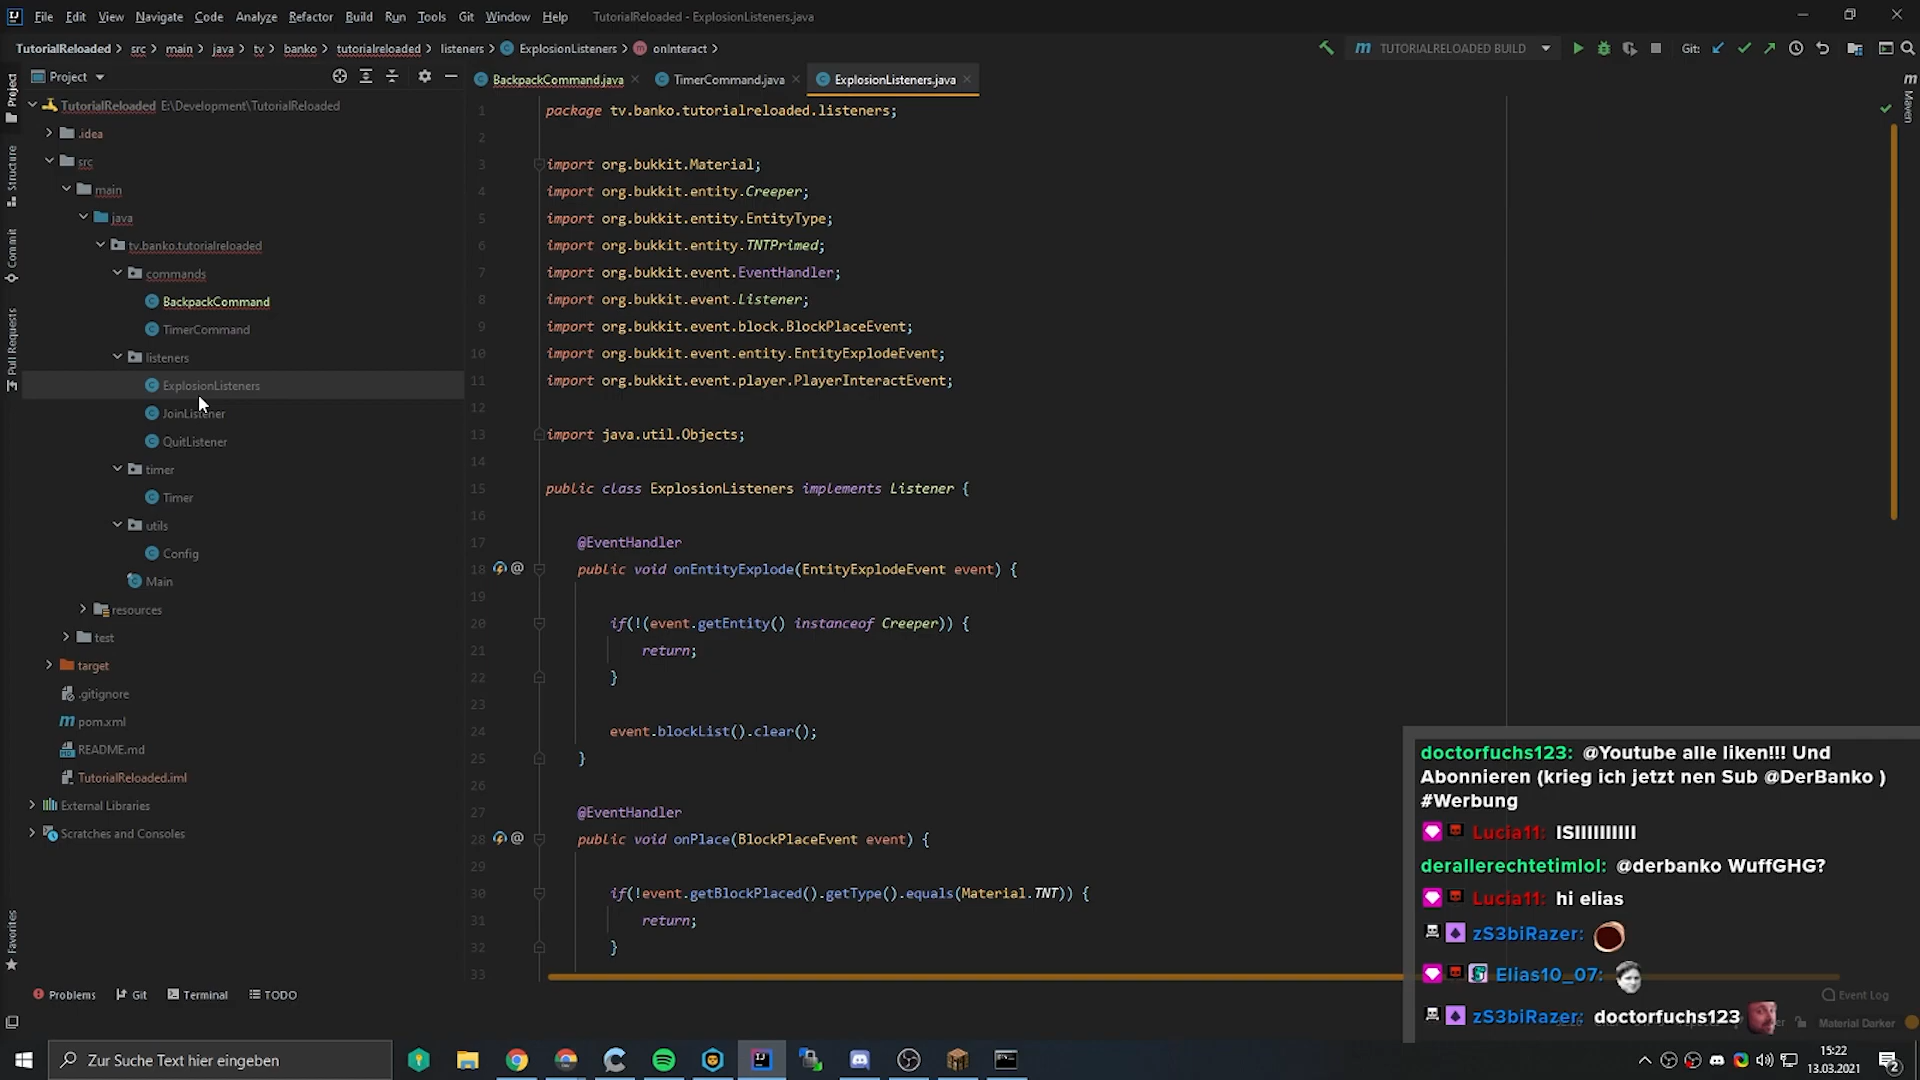 File Edit View Navigate Code Analyze Refactor Build Run Tools Git Window Help TutorialReloaded - ExplosionListeners.java
TutorialReloaded > src > main > java > tv > banko > tutorialreloaded > listeners > ExplosionListeners > onInteract >
TUTORIALRELOADED BUILD Git:
Project
BackpackCommand.java TimerCommand.java ExplosionListeners.java
TutorialReloaded E:\Development\TutorialReloaded
.idea
src
main
java
tv.banko.tutorialreloaded
commands
BackpackCommand
TimerCommand
listeners
ExplosionListeners
JoinListener
QuitListener
timer
Timer
utils
Config
Main
resources
test
target
.gitignore
pom.xml
README.md
TutorialReloaded.iml
External Libraries
Scratches and Consoles
Project
Structure
Commit
Pull Requests
Favorites
Maven
1 package tv.banko.tutorialreloaded.listeners;
2
3 import org.bukkit.Material;
4 import org.bukkit.entity.Creeper;
5 import org.bukkit.entity.EntityType;
6 import org.bukkit.entity.TNTPrimed;
7 import org.bukkit.event.EventHandler;
8 import org.bukkit.event.Listener;
9 import org.bukkit.event.block.BlockPlaceEvent;
10 import org.bukkit.event.entity.EntityExplodeEvent;
11 import org.bukkit.event.player.PlayerInteractEvent;
12
13 import java.util.Objects;
14
15 public class ExplosionListeners implements Listener {
16
17 @EventHandler
18 @ public void onEntityExplode(EntityExplodeEvent event) {
19
20 if(!(event.getEntity() instanceof Creeper)) {
21 return;
22 }
23
24 event.blockList().clear();
25 }
26
27 @EventHandler
28 @ public void onPlace(BlockPlaceEvent event) {
29
30 if(!event.getBlockPlaced().getType().equals(Material.TNT)) {
31 return;
32 }
33
doctorfuchs123: @Youtube alle liken!!! Und
Abonnieren (krieg ich jetzt nen Sub @DerBanko )
#Werbung
Lucia11: ISIIIIIIIIII
derallerechtetimlol: @derbanko WuffGHG?
Lucia11: hi elias
zS3biRazer:
Elias10_07:
zS3biRazer: doctorfuchs123
Problems Git Terminal TODO
Event Log
Material Darker
Zur Suche Text hier eingeben
15:22
13.03.2021
2